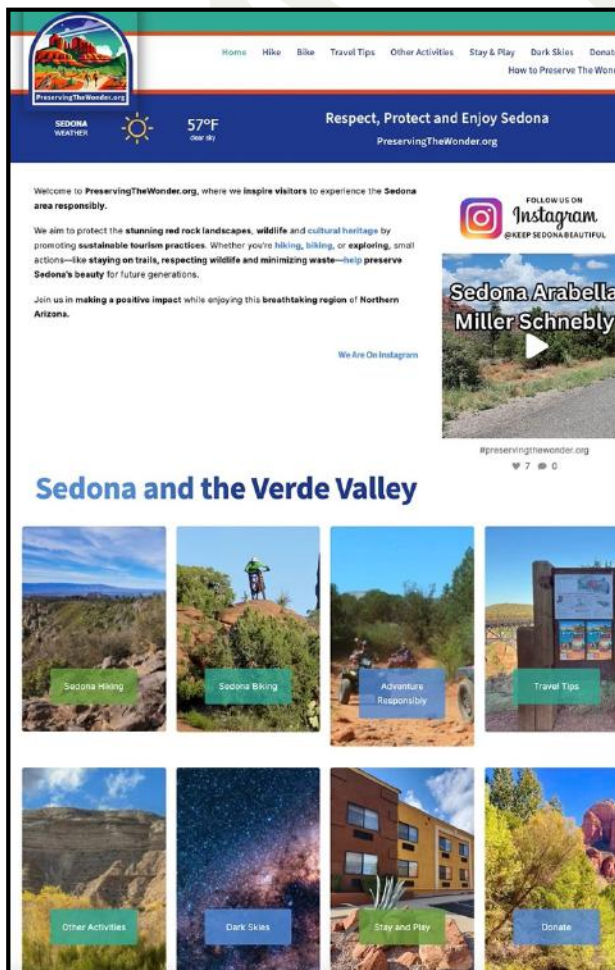 Home Hike Bike Travel Tips Other Activities Stay & Play Dark Skies Donate
How to Preserve The
PreservingTheWonder.org
SEDONA
WEATHER
57°F
clear sky
Respect, Protect and Enjoy Sedona
PreservingTheWonder.org
Welcome to PreservingTheWonder.org, where we inspire visitors to experience the Sedona
area responsibly.
We aim to protect the stunning red rock landscapes, wildlife and cultural heritage by
promoting sustainable tourism practices. Whether you're hiking, biking, or exploring, small
actions—like staying on trails, respecting wildlife and minimizing waste—help preserve
Sedona's beauty for future generations.
Join us in making a positive impact while enjoying this breathtaking region of Northern
Arizona.
We Are On Instagram
FOLLOW US ON
Instagram
@KEEP SEDONA BEAUTIFUL
Sedona Arabella
Miller Schnebly
#preservingthewonder.org
7 0
Sedona and the Verde Valley
Sedona Hiking
Sedona Biking
Adventure
Responsibly
Travel Tips
Other Activities
Dark Skies
Stay and Play
Donate